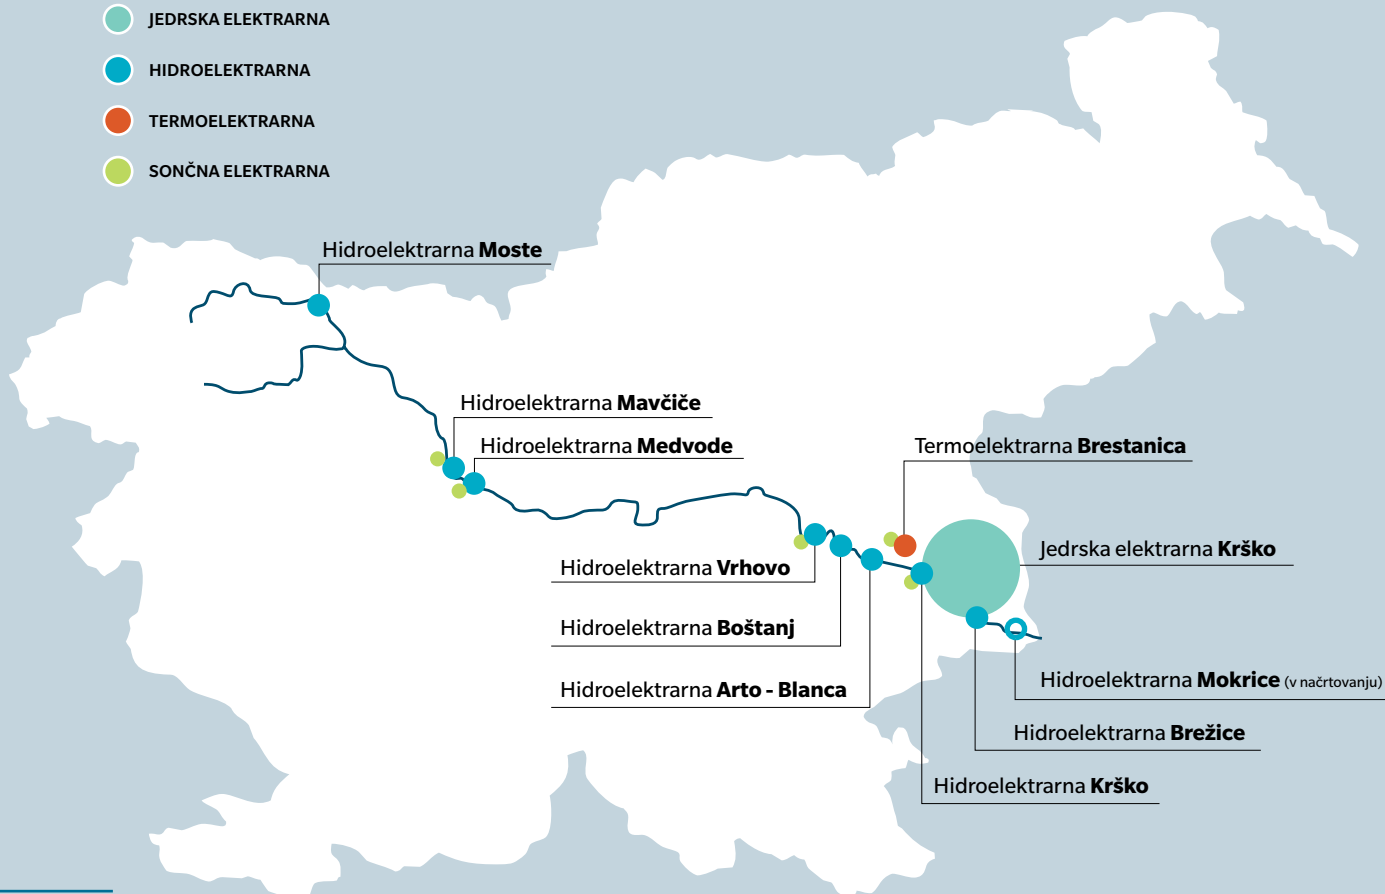 JEDRSKA ELEKTRARNA
HIDROELEKTRARNA
TERMOELEKTRARNA
SONČNA ELEKTRARNA
Hidroelektrarna Moste
Hidroelektrarna Mavčiče
Hidroelektrarna Medvode
Termoelektrarna Brestanica
Jedrska elektrarna Krško
Hidroelektrarna Vrhovo
Hidroelektrarna Boštanj
Hidroelektrarna Arto - Blanca
Hidroelektrarna Mokrice (v načrtovanju)
Hidroelektrarna Brežice
Hidroelektrarna Krško